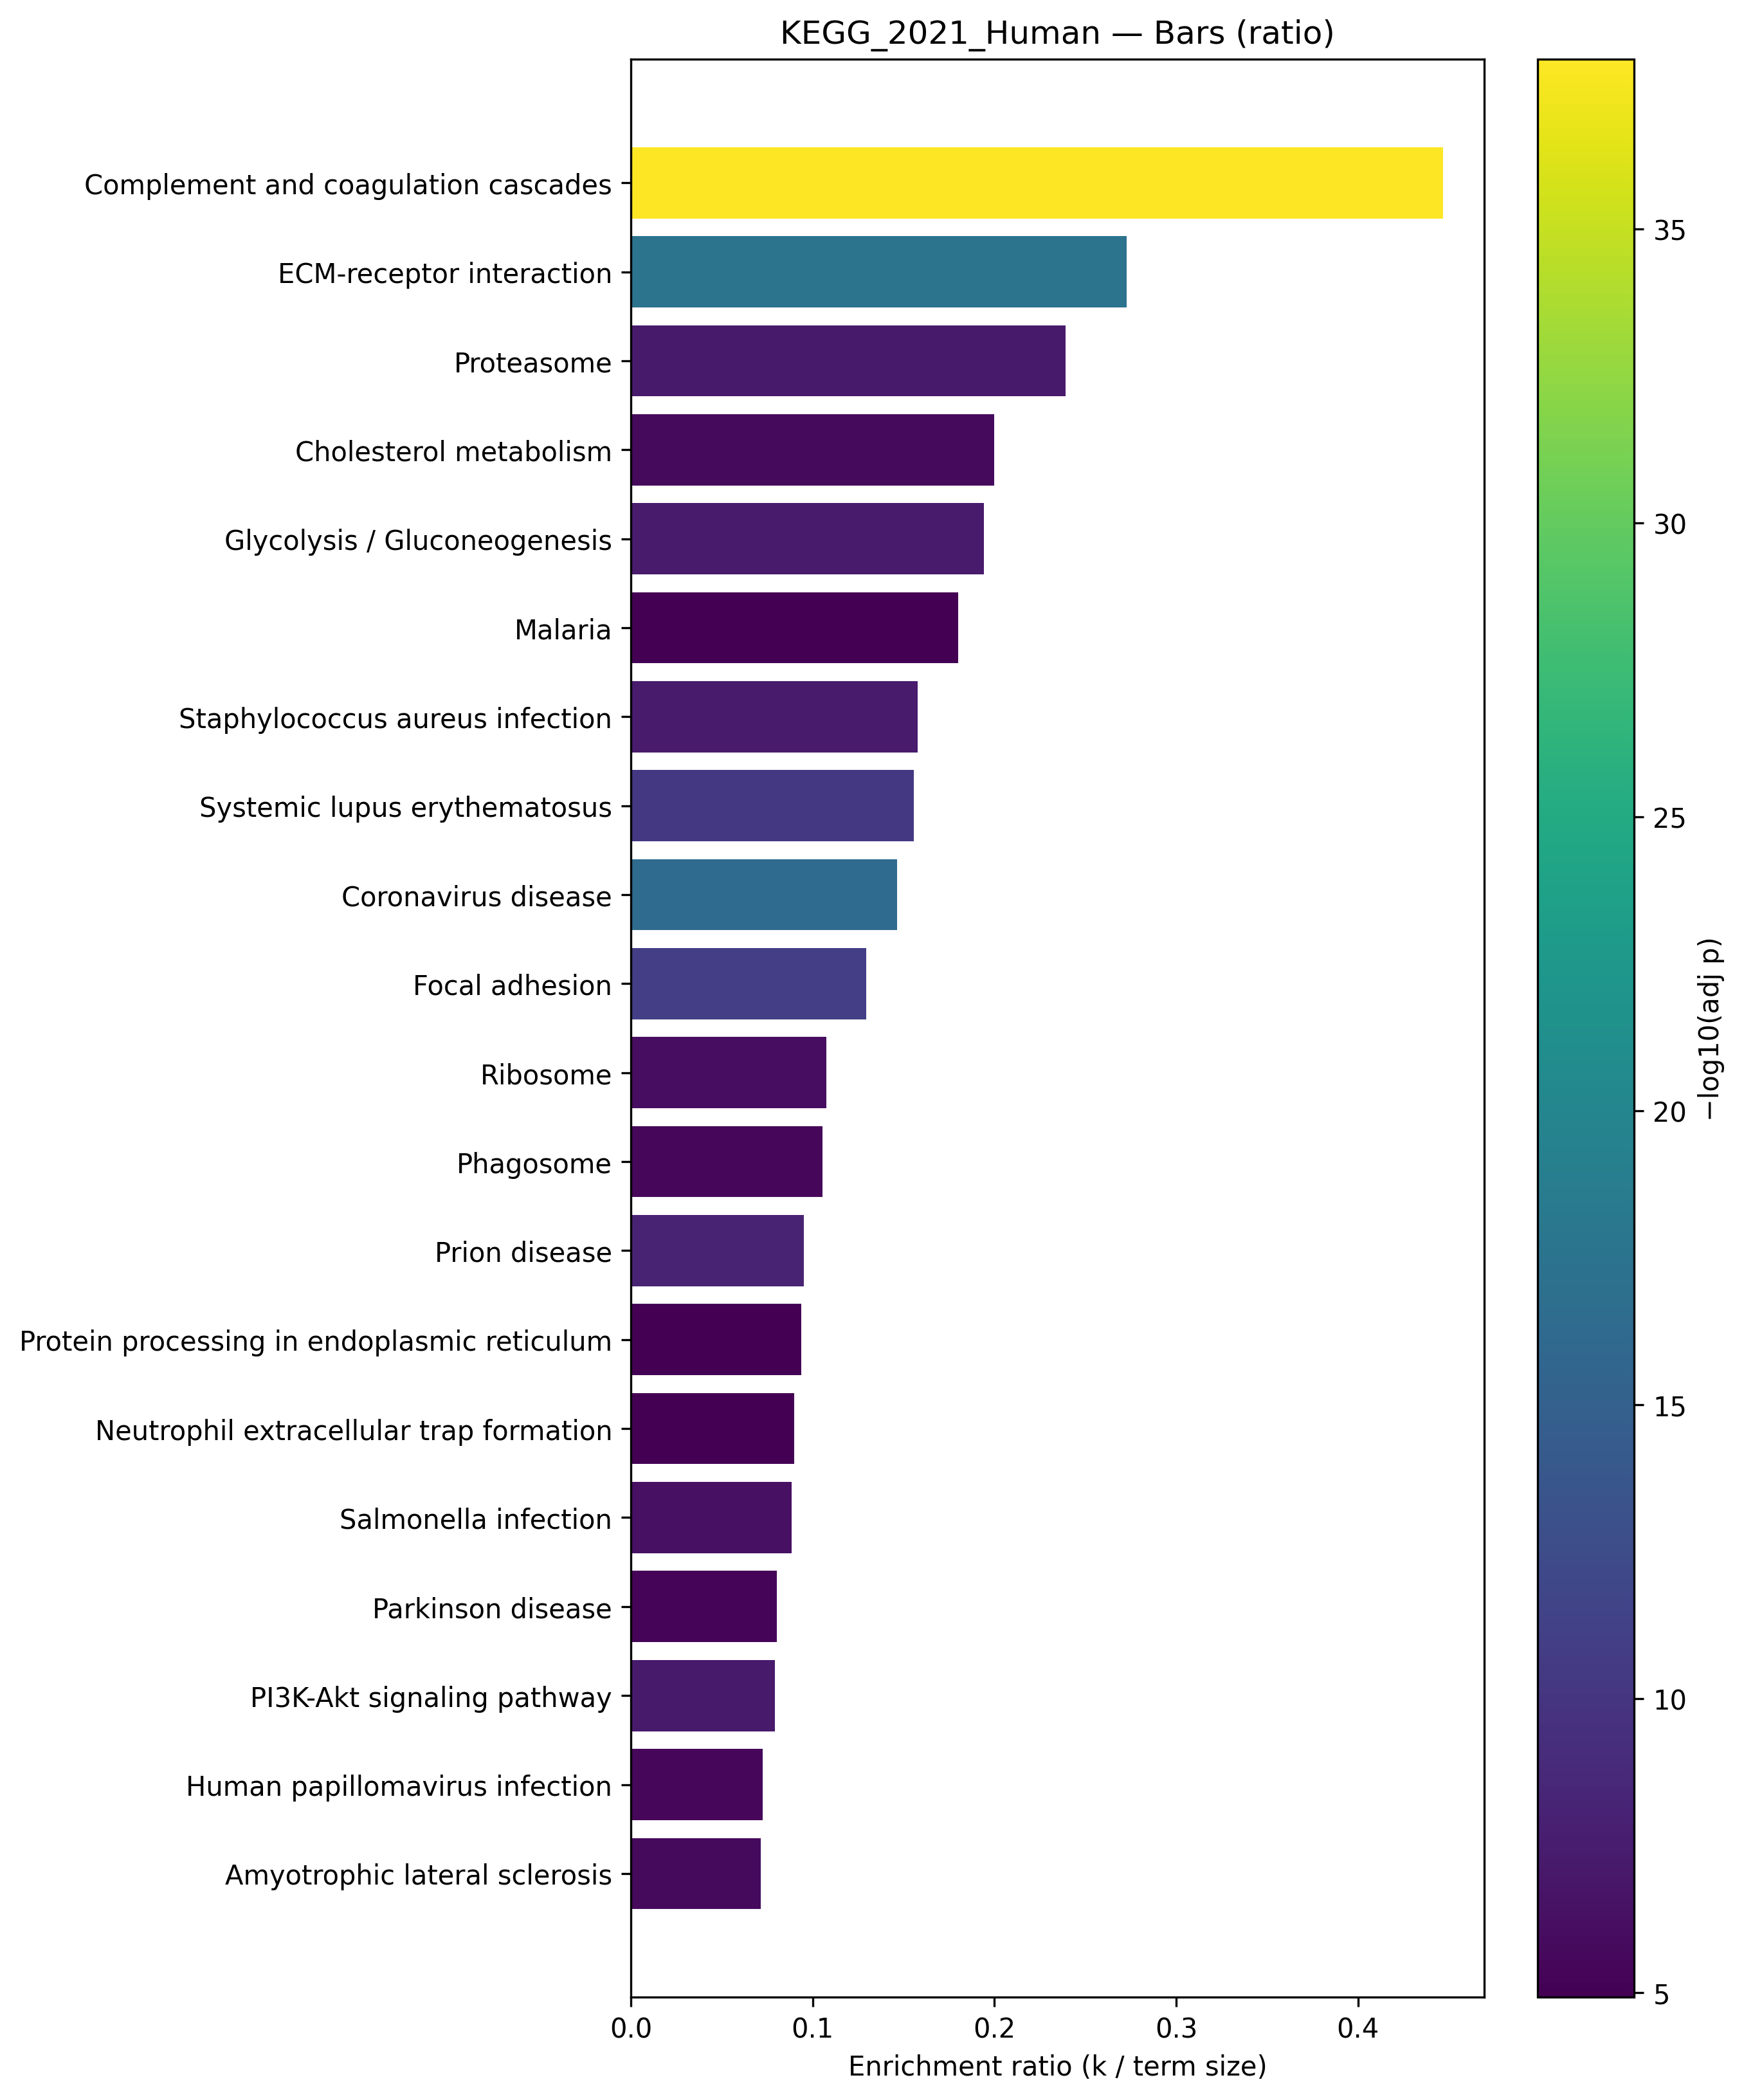 KEGG_2021_Human — Bars (ratio)
Complement and coagulation cascades
ECM-receptor interaction
Proteasome
Cholesterol metabolism
Glycolysis / Gluconeogenesis
Malaria
Staphylococcus aureus infection
Systemic lupus erythematosus
Coronavirus disease
Focal adhesion
Ribosome
Phagosome
Prion disease
Protein processing in endoplasmic reticulum
Neutrophil extracellular trap formation
Salmonella infection
Parkinson disease
PI3K-Akt signaling pathway
Human papillomavirus infection
Amyotrophic lateral sclerosis
0.0 0.1 0.2 0.3 0.4
Enrichment ratio (k / term size)
35
30
25
20
15
10
5
−log10(adj p)